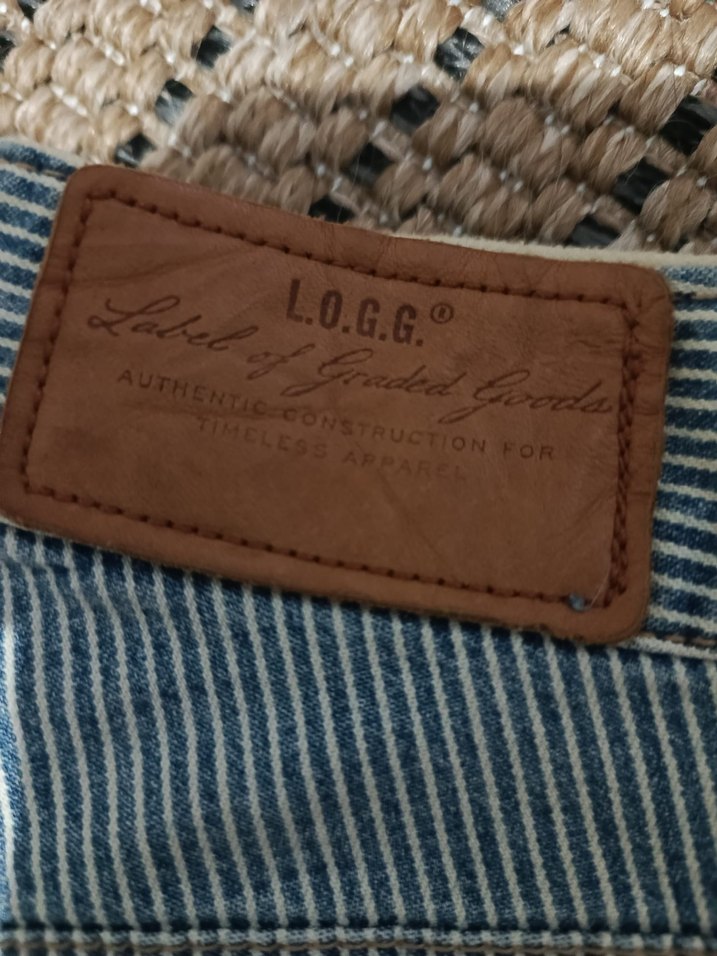 L.O.G.G.®
Label of Graded Goods
AUTHENTIC CONSTRUCTION FOR
TIMELESS APPAREL